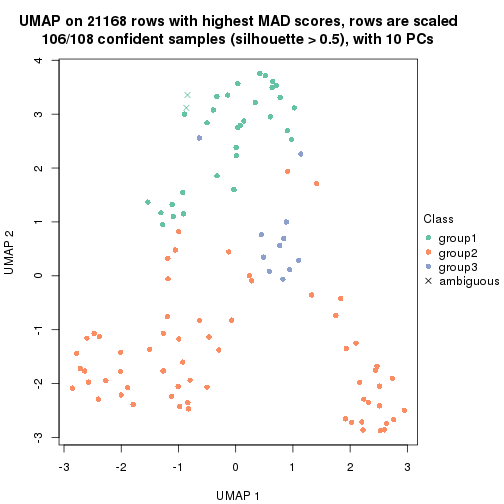 UMAP on 21168 rows with highest MAD scores, rows are scaled
106/108 confident samples (silhouette > 0.5), with 10 PCs
4
3
2
1
0
-1
-2
-3
UMAP 2
-3
-2
-1
0
1
2
3
UMAP 1
Class
group1
group2
group3
ambiguous